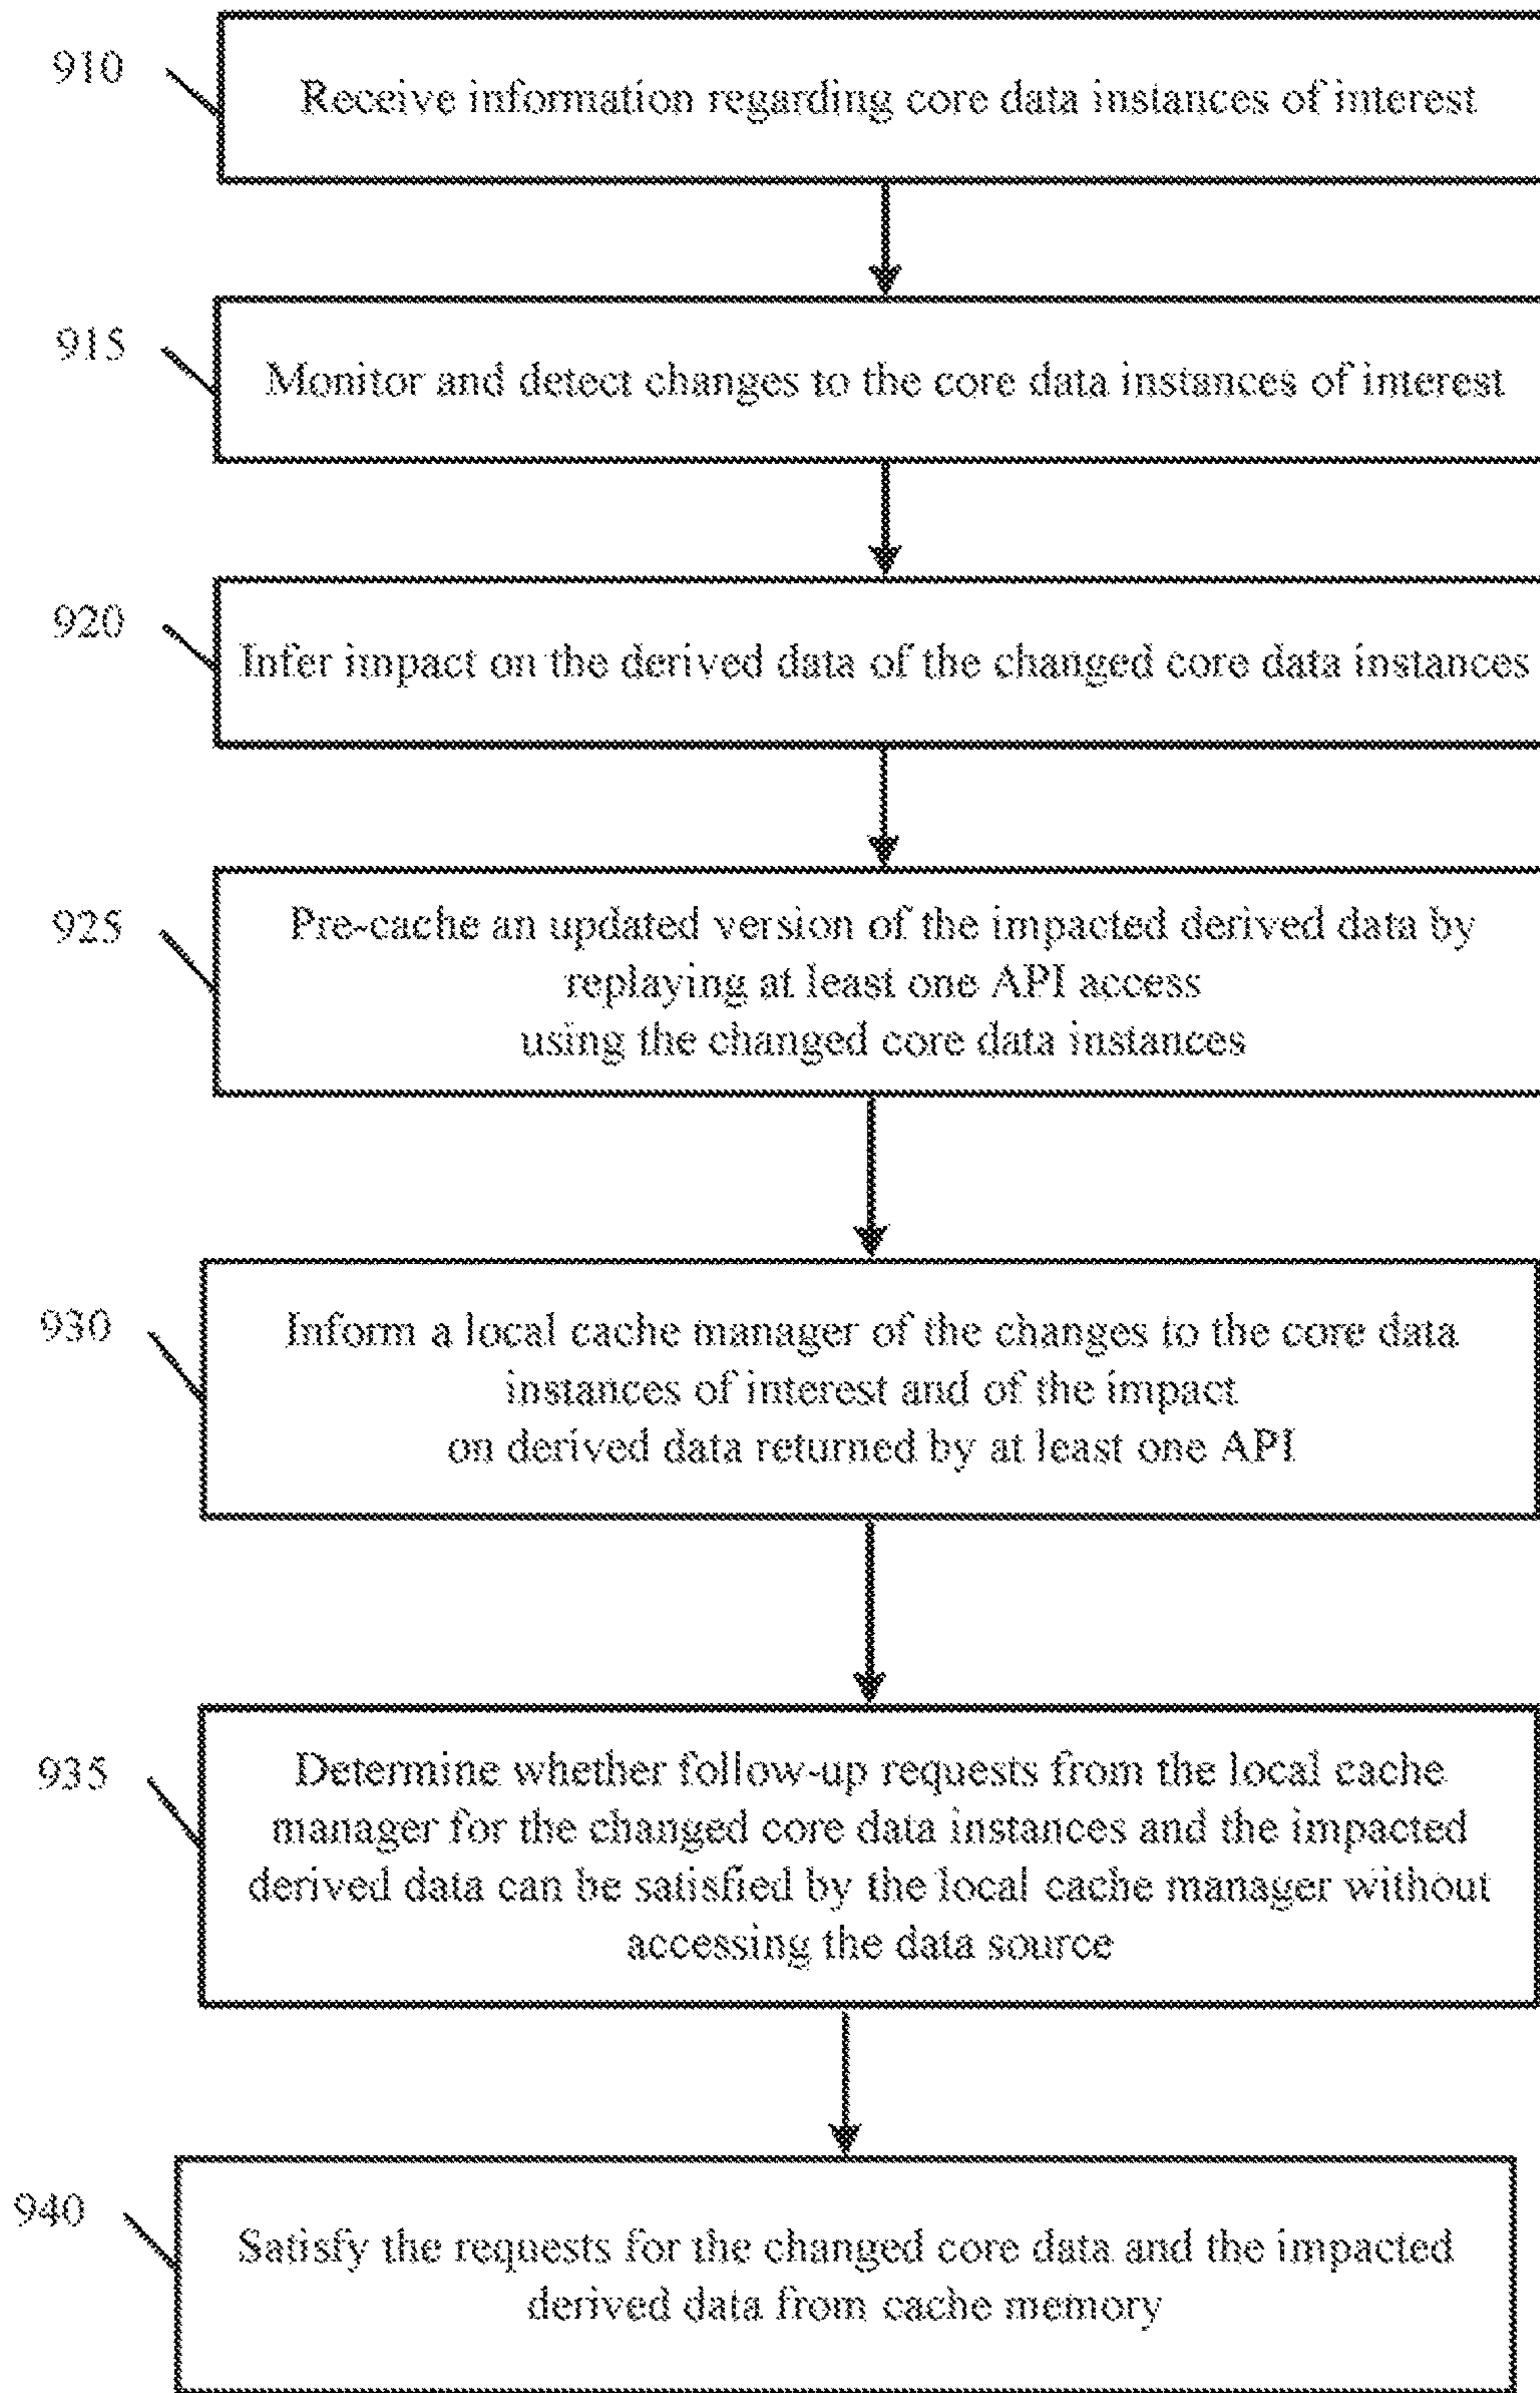 910
Receive information regarding core data instances of interest
915
Monitor and detect changes to the core data instances of interest
920
Infer impact on the derived data of the changed core data instances
925
Pre-cache an updated version of the impacted derived data by
replaying at least one API access
using the changed core data instances
930
Inform a local cache manager of the changes to the core data
instances of interest and of the impact
on derived data returned by at least one API
935
Determine whether follow-up requests from the local cache
manager for the changed core data instances and the impacted
derived data can be satisfied by the local cache manager without
accessing the data source
940
Satisfy the requests for the changed core data and the impacted
derived data from cache memory